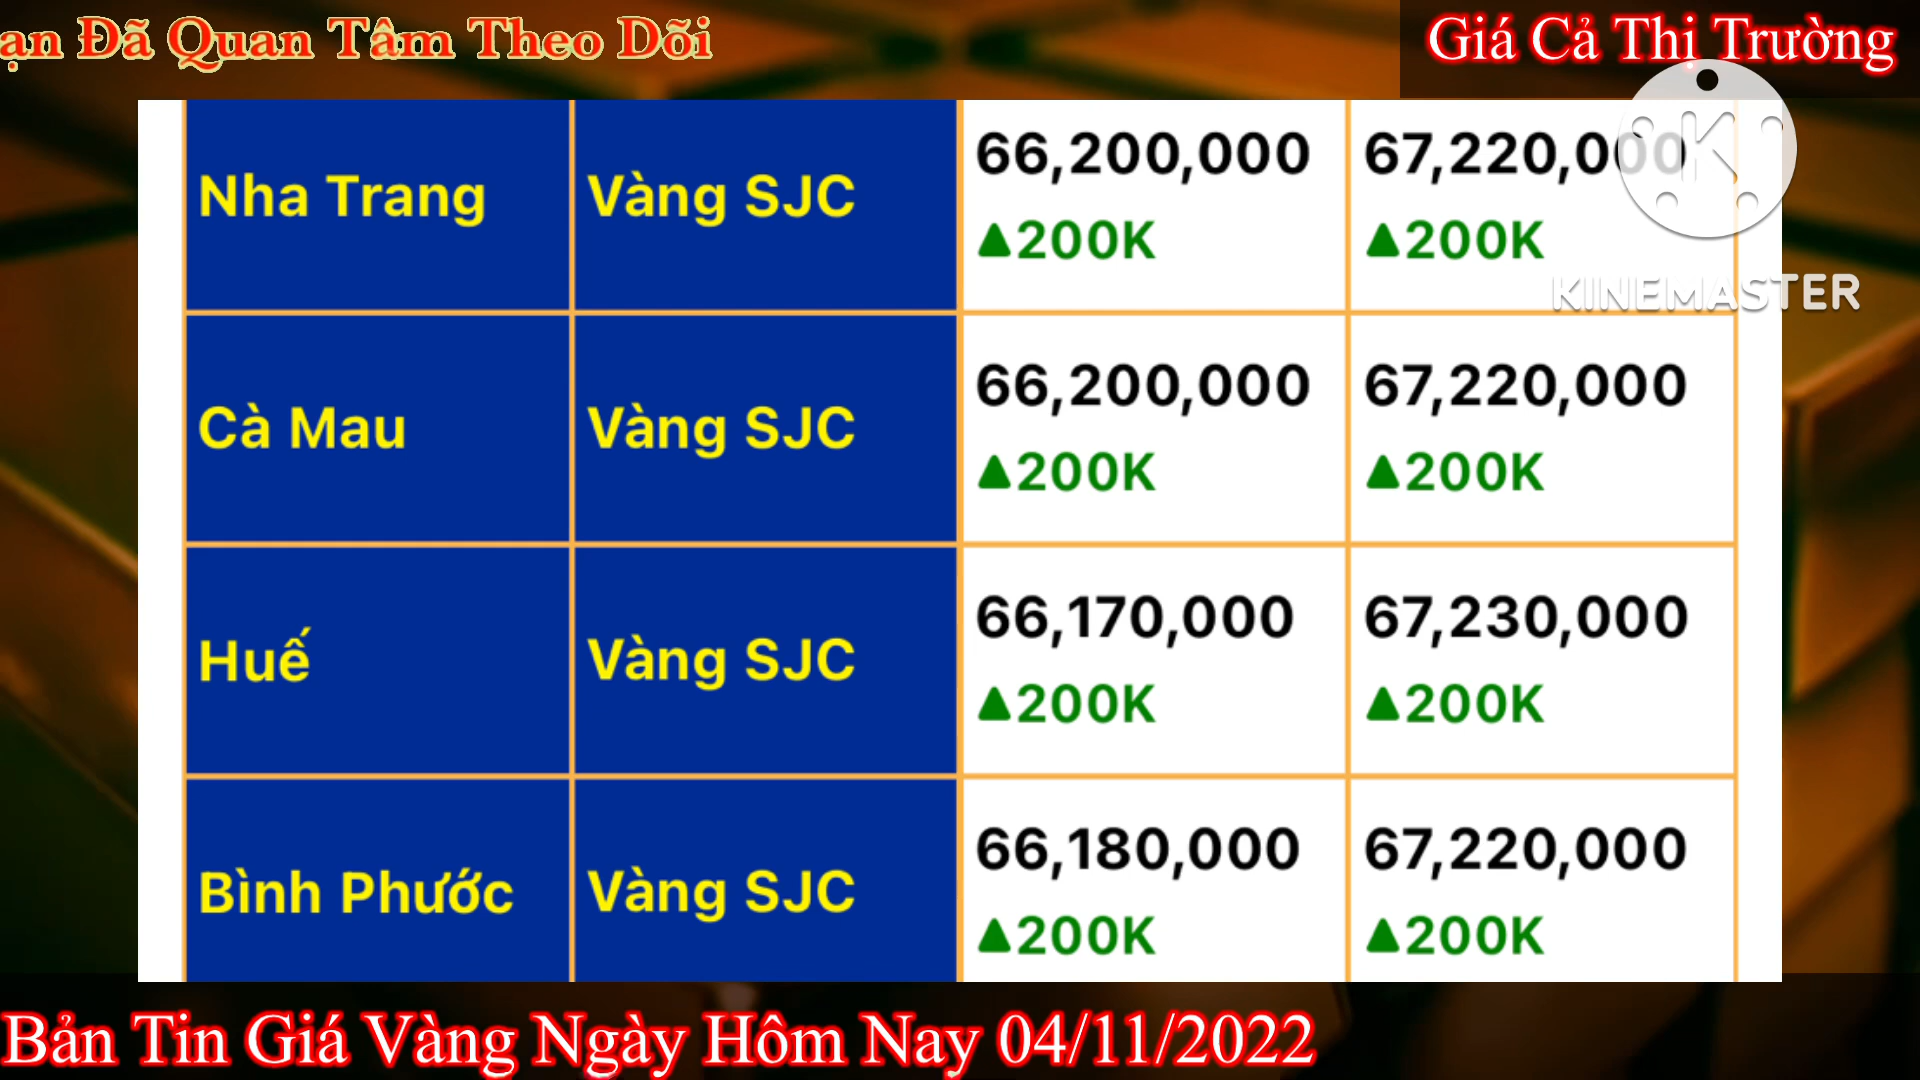 ạn Đã Quan Tâm Theo Dõi
Giá Cả Thị Trường
Nha Trang
Vàng SJC
66,200,000
▲200K
67,220,000
▲200K
KINEMASTER
Cà Mau
Vàng SJC
66,200,000
▲200K
67,220,000
▲200K
Huế
Vàng SJC
66,170,000
▲200K
67,230,000
▲200K
Bình Phước
Vàng SJC
66,180,000
▲200K
67,220,000
▲200K
Bản Tin Giá Vàng Ngày Hôm Nay 04/11/2022